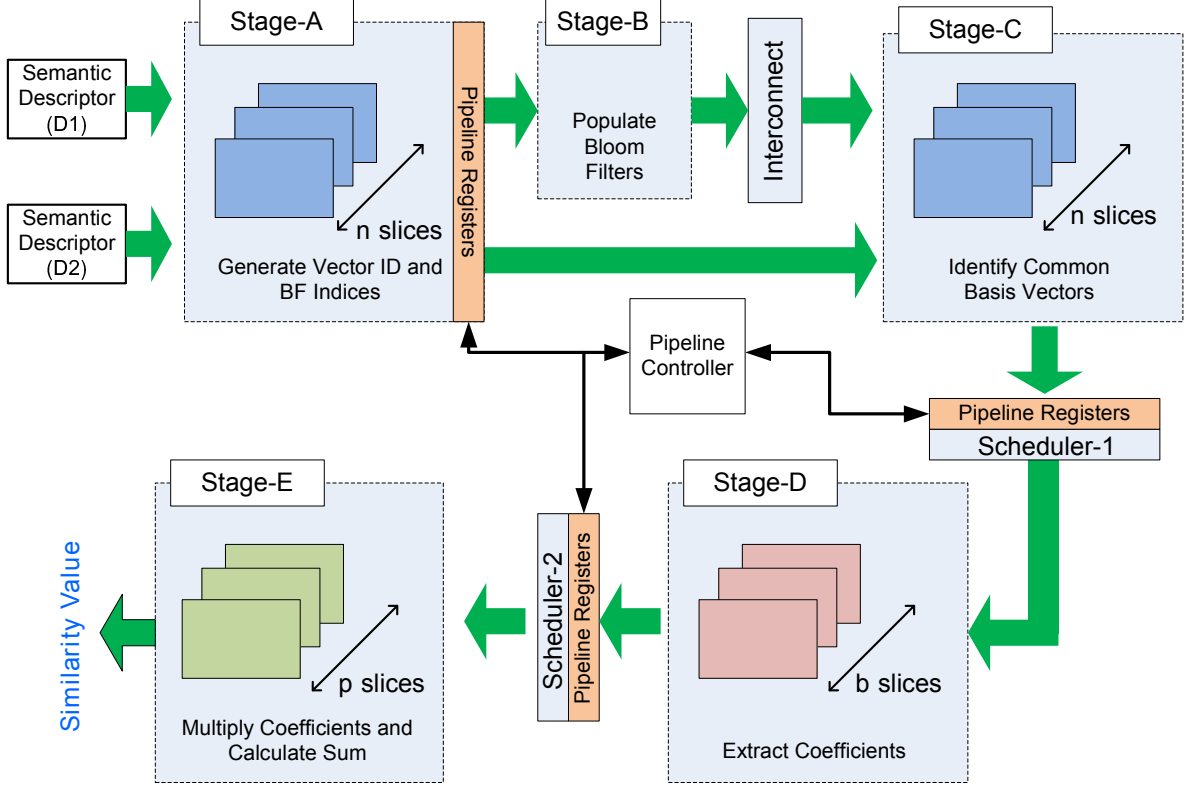 Stage-A
Stage-B
Stage-C
Semantic
Descriptor
(D1)
Semantic
Descriptor
(D2)
n slices
Generate Vector ID and
BF Indices
Pipeline Registers
Populate
Bloom
Filters
Interconnect
n slices
Identify Common
Basis Vectors
Pipeline
Controller
Pipeline Registers
Scheduler-1
Stage-D
b slices
Extract Coefficients
Scheduler-2
Pipeline Registers
Stage-E
p slices
Multiply Coefficients and
Calculate Sum
Similarity Value